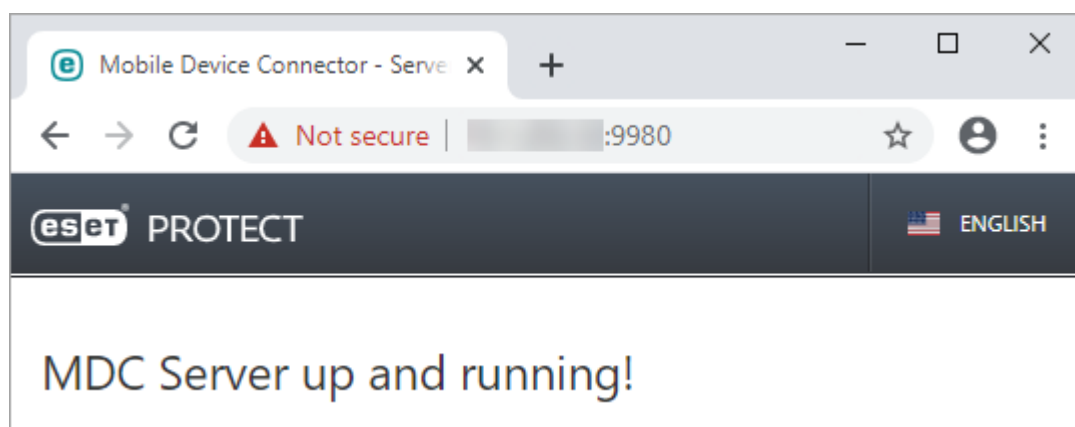 Mobile Device Connector - Serve
Not secure :9980
eset PROTECT ENGLISH
MDC Server up and running!